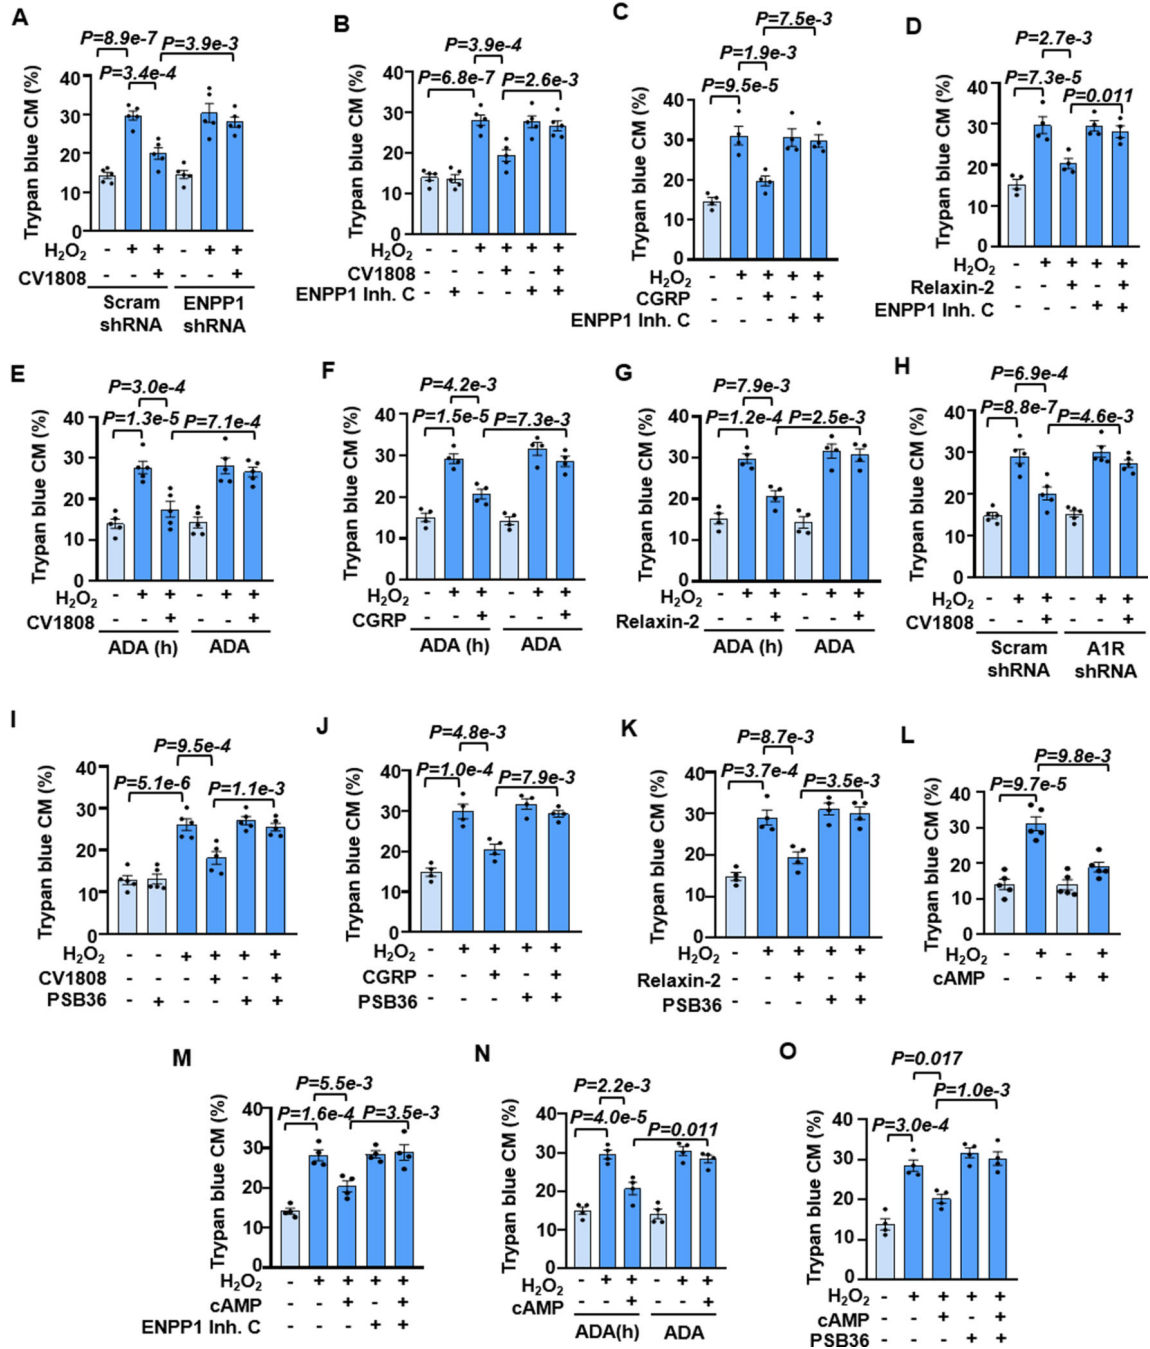 A
P=8.9e-7
P=3.9e-3
P=3.4e-4
Trypan blue CM (%)
40
30
20
10
0
H₂O₂ - + + - + +
CV1808 - - + - - +
Scram shRNA
ENPP1 shRNA
B
P=3.9e-4
P=6.8e-7
P=2.6e-3
Trypan blue CM (%)
40
30
20
10
0
H₂O₂ - - + + + +
CV1808 - - - + - +
ENPP1 Inh. C - + - - + +
C
P=7.5e-3
P=1.9e-3
P=9.5e-5
Trypan blue CM (%)
40
30
20
10
0
H₂O₂ - + + + +
CGRP - - + - +
ENPP1 Inh. C - - - + +
D
P=2.7e-3
P=7.3e-5
P=0.011
Trypan blue CM (%)
40
30
20
10
0
H₂O₂ - + + + +
Relaxin-2 - - + - +
ENPP1 Inh. C - - - + +
E
P=3.0e-4
P=1.3e-5
P=7.1e-4
Trypan blue CM (%)
40
30
20
10
0
H₂O₂ - + + - + +
CV1808 - - + - - +
ADA (h)
ADA
F
P=4.2e-3
P=1.5e-5
P=7.3e-3
Trypan blue CM (%)
40
30
20
10
0
H₂O₂ - + + - + +
CGRP - - + - - +
ADA (h)
ADA
G
P=7.9e-3
P=1.2e-4
P=2.5e-3
Trypan blue CM (%)
40
30
20
10
0
H₂O₂ - + + - + +
Relaxin-2 - - + - - +
ADA (h)
ADA
H
P=6.9e-4
P=8.8e-7
P=4.6e-3
Trypan blue CM (%)
40
30
20
10
0
H₂O₂ - + + - + +
CV1808 - - + - - +
Scram shRNA
A1R shRNA
I
P=9.5e-4
P=5.1e-6
P=1.1e-3
Trypan blue CM (%)
40
30
20
10
0
H₂O₂ - - + + + +
CV1808 - - - + - +
PSB36 - + - - + +
J
P=4.8e-3
P=1.0e-4
P=7.9e-3
Trypan blue CM (%)
40
30
20
10
0
H₂O₂ - + + + +
CGRP - - + - +
PSB36 - - - + +
K
P=8.7e-3
P=3.7e-4
P=3.5e-3
Trypan blue CM (%)
40
30
20
10
0
H₂O₂ - + + + +
Relaxin-2 - - + - +
PSB36 - - - + +
L
P=9.8e-3
P=9.7e-5
Trypan blue CM (%)
40
30
20
10
0
H₂O₂ - + - +
cAMP - - + +
M
P=5.5e-3
P=1.6e-4
P=3.5e-3
Trypan blue CM (%)
40
30
20
10
0
H₂O₂ - + + + +
cAMP - - + - +
ENPP1 Inh. C - - - + +
N
P=2.2e-3
P=4.0e-5
P=0.011
Trypan blue CM (%)
40
30
20
10
0
H₂O₂ - + + - + +
cAMP - - + - - +
ADA(h)
ADA
O
P=0.017
P=1.0e-3
P=3.0e-4
Trypan blue CM (%)
40
30
20
10
0
H₂O₂ - + + + +
cAMP - - + - +
PSB36 - - - + +